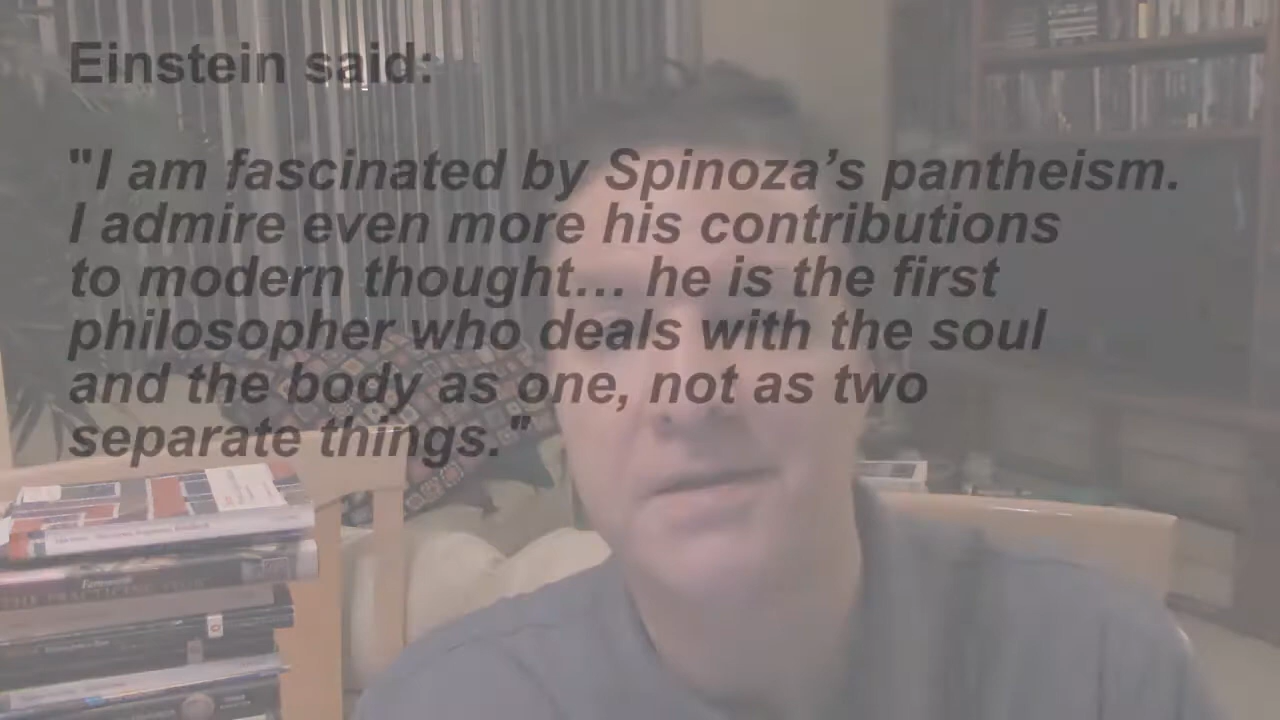 Einstein said:
"I am fascinated by Spinoza’s pantheism.
I admire even more his contributions
to modern thought… he is the first
philosopher who deals with the soul
and the body as one, not as two
separate things."